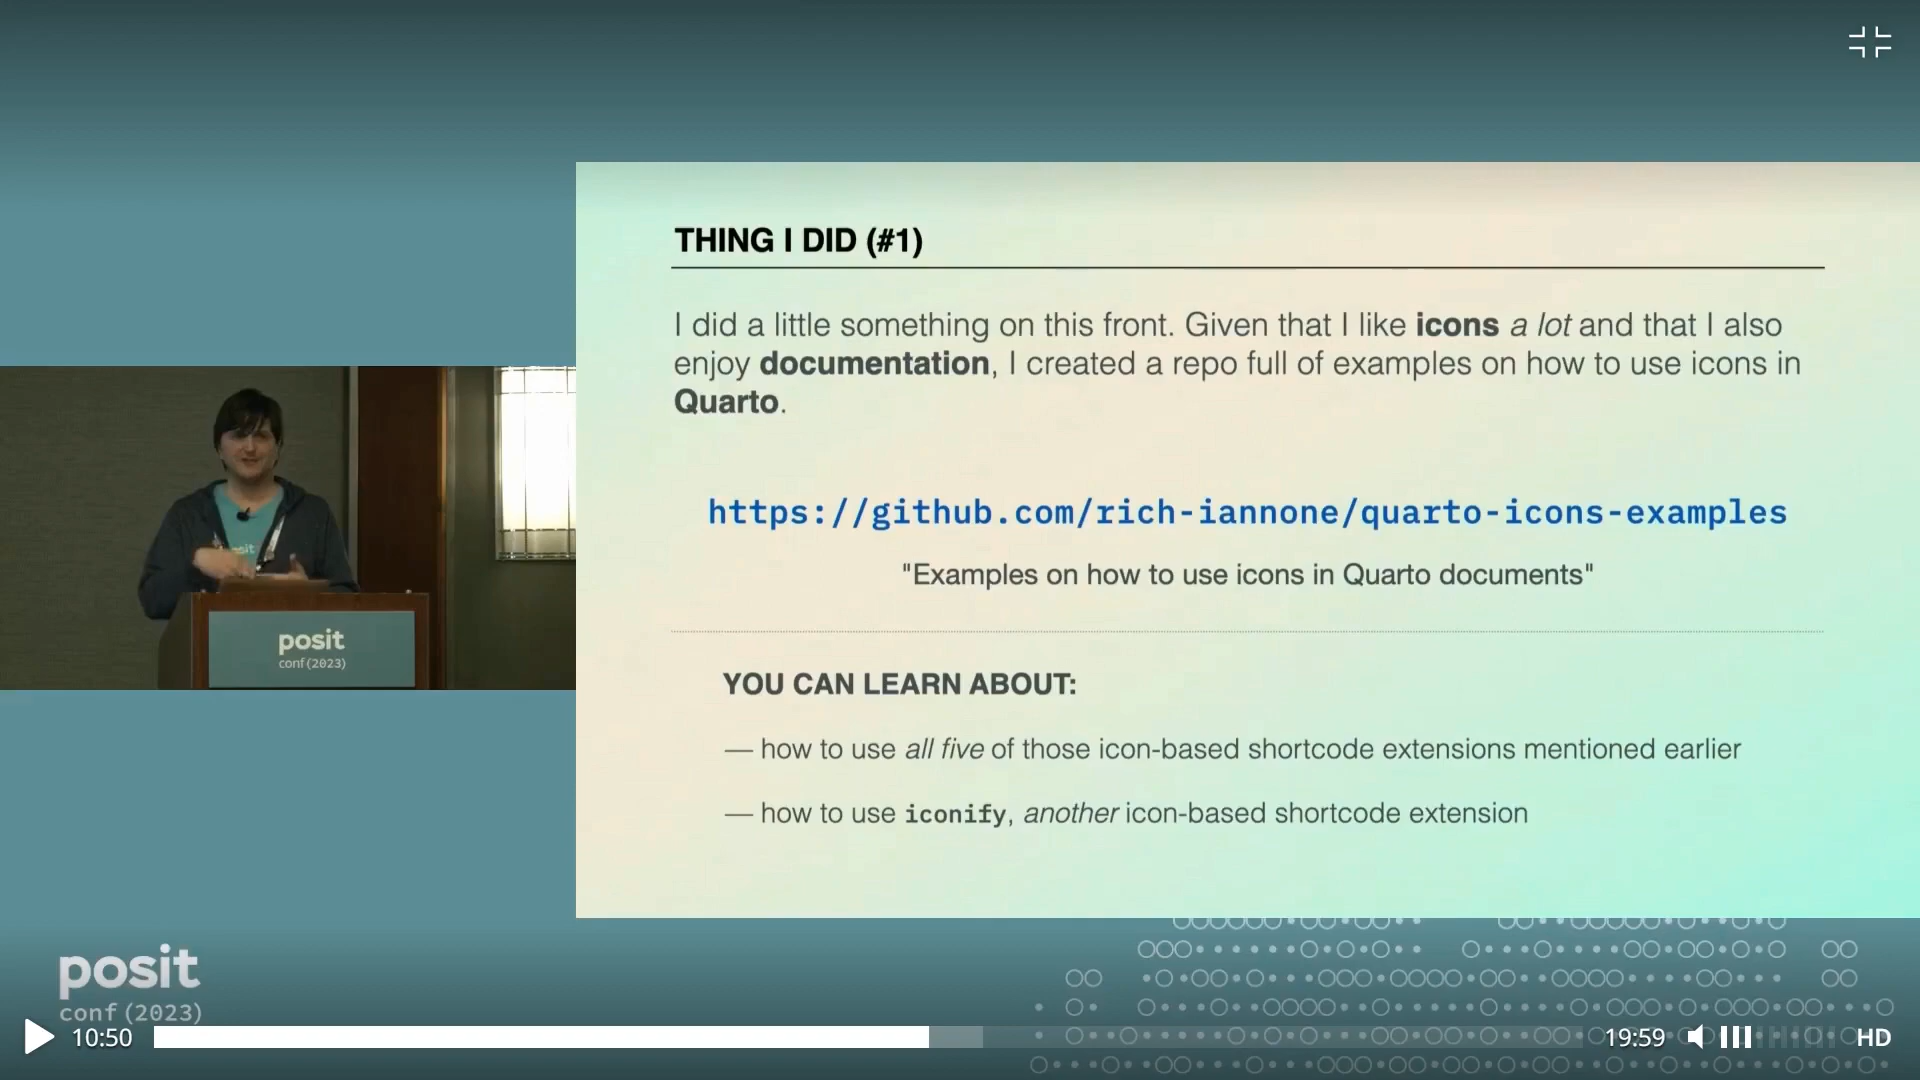 THING I DID (#1)
I did a little something on this front. Given that I like icons a lot and that I also
enjoy documentation, I created a repo full of examples on how to use icons in
Quarto.
https://github.com/rich-iannone/quarto-icons-examples
"Examples on how to use icons in Quarto documents"
YOU CAN LEARN ABOUT:
— how to use all five of those icon-based shortcode extensions mentioned earlier
— how to use iconify, another icon-based shortcode extension
posit
conf(2023)
posit
conf(2023)
10:50
19:59
HD